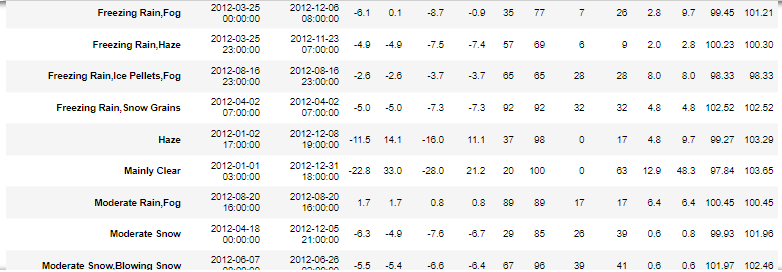 2012-03-25 2012-12-06
Freezing Rain,Fog -6.1 0.1 -8.7 -0.9 35 77 7 26 2.8 9.7 99.45 101.21
00:00:00 08:00:00
2012-03-25 2012-11-23
Freezing Rain,Haze -4.9 -4.9 -7.5 -7.4 57 69 6 9 2.0 2.8 100.23 100.30
23:00:00 07:00:00
2012-08-16 2012-08-16
Freezing Rain,Ice Pellets,Fog -2.6 -2.6 -3.7 -3.7 65 65 28 28 8.0 8.0 98.33 98.33
23:00:00 23:00:00
2012-04-02 2012-04-02
Freezing Rain,Snow Grains -5.0 -5.0 -7.3 -7.3 92 92 32 32 4.8 4.8 102.52 102.52
07:00:00 07:00:00
2012-01-02 2012-12-08
Haze -11.5 14.1 -16.0 11.1 37 98 0 17 4.8 9.7 99.27 103.29
17:00:00 19:00:00
2012-01-01 2012-12-31
Mainly Clear -22.8 33.0 -28.0 21.2 20 100 0 63 12.9 48.3 97.84 103.65
03:00:00 18:00:00
2012-08-20 2012-08-20
Moderate Rain,Fog 1.7 1.7 0.8 0.8 89 89 17 17 6.4 6.4 100.45 100.45
16:00:00 16:00:00
2012-04-18 2012-12-05
Moderate Snow -6.3 -4.9 -7.6 -6.7 29 85 26 39 0.6 0.8 99.93 101.96
00:00:00 21:00:00
2012-06-07 2012-06-26
Moderate Snow,Blowing Snow -5.5 -5.4 -6.6 -6.4 67 96 39 41 0.6 0.6 101.97 102.46